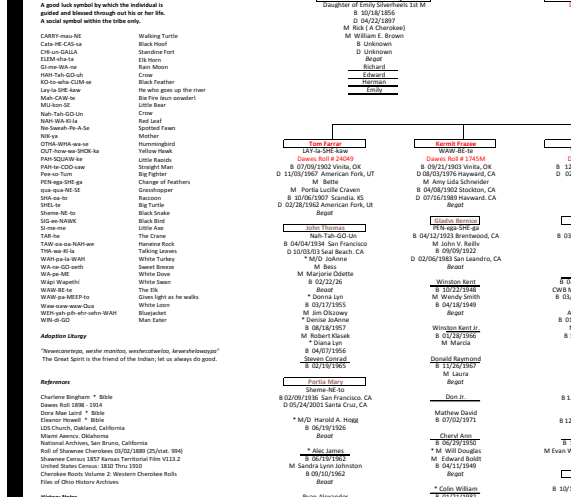 A good luck symbol by which the individual is
guided and blessed through out his or her life.
A social symbol within the tribe only.
CARRY-mau-NE Walking Turtle
Cata-HE-CAS-sa Black Hoof
CHI-un-GALLA Standing Fort
ELEM-sha-ta Elk Horn
GI-me-WA-ne Rain Moon
HAH-Tah-GO-uh Crow
KO-to-wha-CUM-se Black Feather
Lay-la-SHE-kaw He who goes up the river
Mah-CAW-te Big Fire (gun powder)
MU-kon-SE Little Bear
Nah-Tah-GO-Un Crow
NAH-WA-KI-la Red Leaf
Ne-Sweah-Pe-A-Se Spotted Fawn
NIK-ya Mother
OTHA-WHA-wa-se Hummingbird
OUT-how-wa-SHOK-ka Yellow Hawk
PAH-SQUAW-ke Little Rapids
PAH-te-COO-saw Straight Man
Pee-so-Tum Big Fighter
PEN-ega-SHE-ga Change of Feathers
qua-qua-NE-SE Grasshopper
SHA-pa-to Raccoon
SHEL-te Big Turtle
Sheme-NE-to Black Snake
SIG-ee-NAWK Black Bird
SI-me-me Little Axe
TAR-he The Crane
TAW-oa-oa-NAH-we Hanging Rock
THA-wa-KI-la Talking Leaves
WAH-pa-la-WAH White Turkey
WA-ne-GO-oeth Sweet Breeze
WA-pe-ME White Dove
Wápi Wapethi White Swan
WAW-BE-te The Elk
WAW-pa-MEEP-to Gives light as he walks
Waw-oaw-waw-Qua White Loon
WEH-yah-pih-ehr-sehn-WAH Bluejacket
WIN-di-GO Man Eater
Adoption Liturgy
The Great Spirit is the friend of the Indian; let us always do good.
References
Charlene Bingham * Bible
Dawes Roll 1898 - 1914
Dora Mae Laird * Bible
Eleanor Howell * Bible
LDS Church, Oakland, California
Miami Agency, Oklahoma
National Archives, San Bruno, California
Roll of Shawnee Cherokees 03/02/1889 (25/stat. 994)
Shawnee Census 1857 Kansas Territorial Film V113.2
United States Census: 1810 Thru 1910
Cherokee Roots Volume 2: Western Cherokee Rolls
Files of Ohio History Archives
History Notes
Daughter of Emily Silverheels 1st M
B 10/18/1856
D 04/22/1897
M Rick ( A Cherokee)
M William E. Brown
B Unknown
D Unknown
Begat
Richard
Edward
Herman
Emily
Tom Farrar
LAY-la-SHE-kaw
Dawes Roll # 24049
B 07/09/1902 Vinita, OK
D 11/03/1967 American Fork, UT
M Bette
M Portia Lucille Craven
B 10/06/1907 Scandia, KS
D 02/28/1962 American Fork, Ut
Begat
John Thomas
Nah-Tah-GO-Un
B 04/04/1934 San Francisco
D 10/03/03 Seal Beach. CA
* M/D JoAnne
M Bess
M Marjorie Odette
B 02/22/26
Begat
* Donna Lyn
B 03/17/1955
M Jim Olszowy
* Denise JoAnne
B 08/18/1957
M Robert Klasek
* Diana Lyn
B 04/07/1956
Steven Conrad
B 02/19/1965
Portia Mary
Sheme-NE-to
B 02/09/1936 San Francisco. CA
D 05/24/2001 Santa Cruz, CA
* M/D Harold A. Hogg
B 06/19/1926
Begat
* Alec James
B 06/19/1962
M Sandra Lynn Johnston
B 09/10/1962
Begat
Ryan Alexander
Kermit Frazee
WAW-BE-te
Dawes Roll # 1745M
B 09/21/1903 Vinita, OK
D 08/03/1976 Hayward, CA
M Amy Lida Schneider
B 04/08/1902 Stockton, CA
D 07/16/1989 Hayward. CA
Begat
Gladys Bernice
PEN-ega-SHE-ga
B 04/12/1923 Brentwood, CA
M John V. Reilly
B 09/09/1922
D 02/06/1983 San Leandro, CA
Begat
Winston Kent
B 10/22/1948
M Wendy Smith
B 04/18/1949
Begat
Winston Kent Jr.
B 01/28/1966
M Marcia
Donald Raymond
B 11/26/1967
M Laura
Begat
Don Jr.
Mathew David
B 07/02/1971
Cheryl Ann
B 06/29/1950
* M Will Douglas
M Edward Boldt
B 04/11/1949
Begat
* Colin William